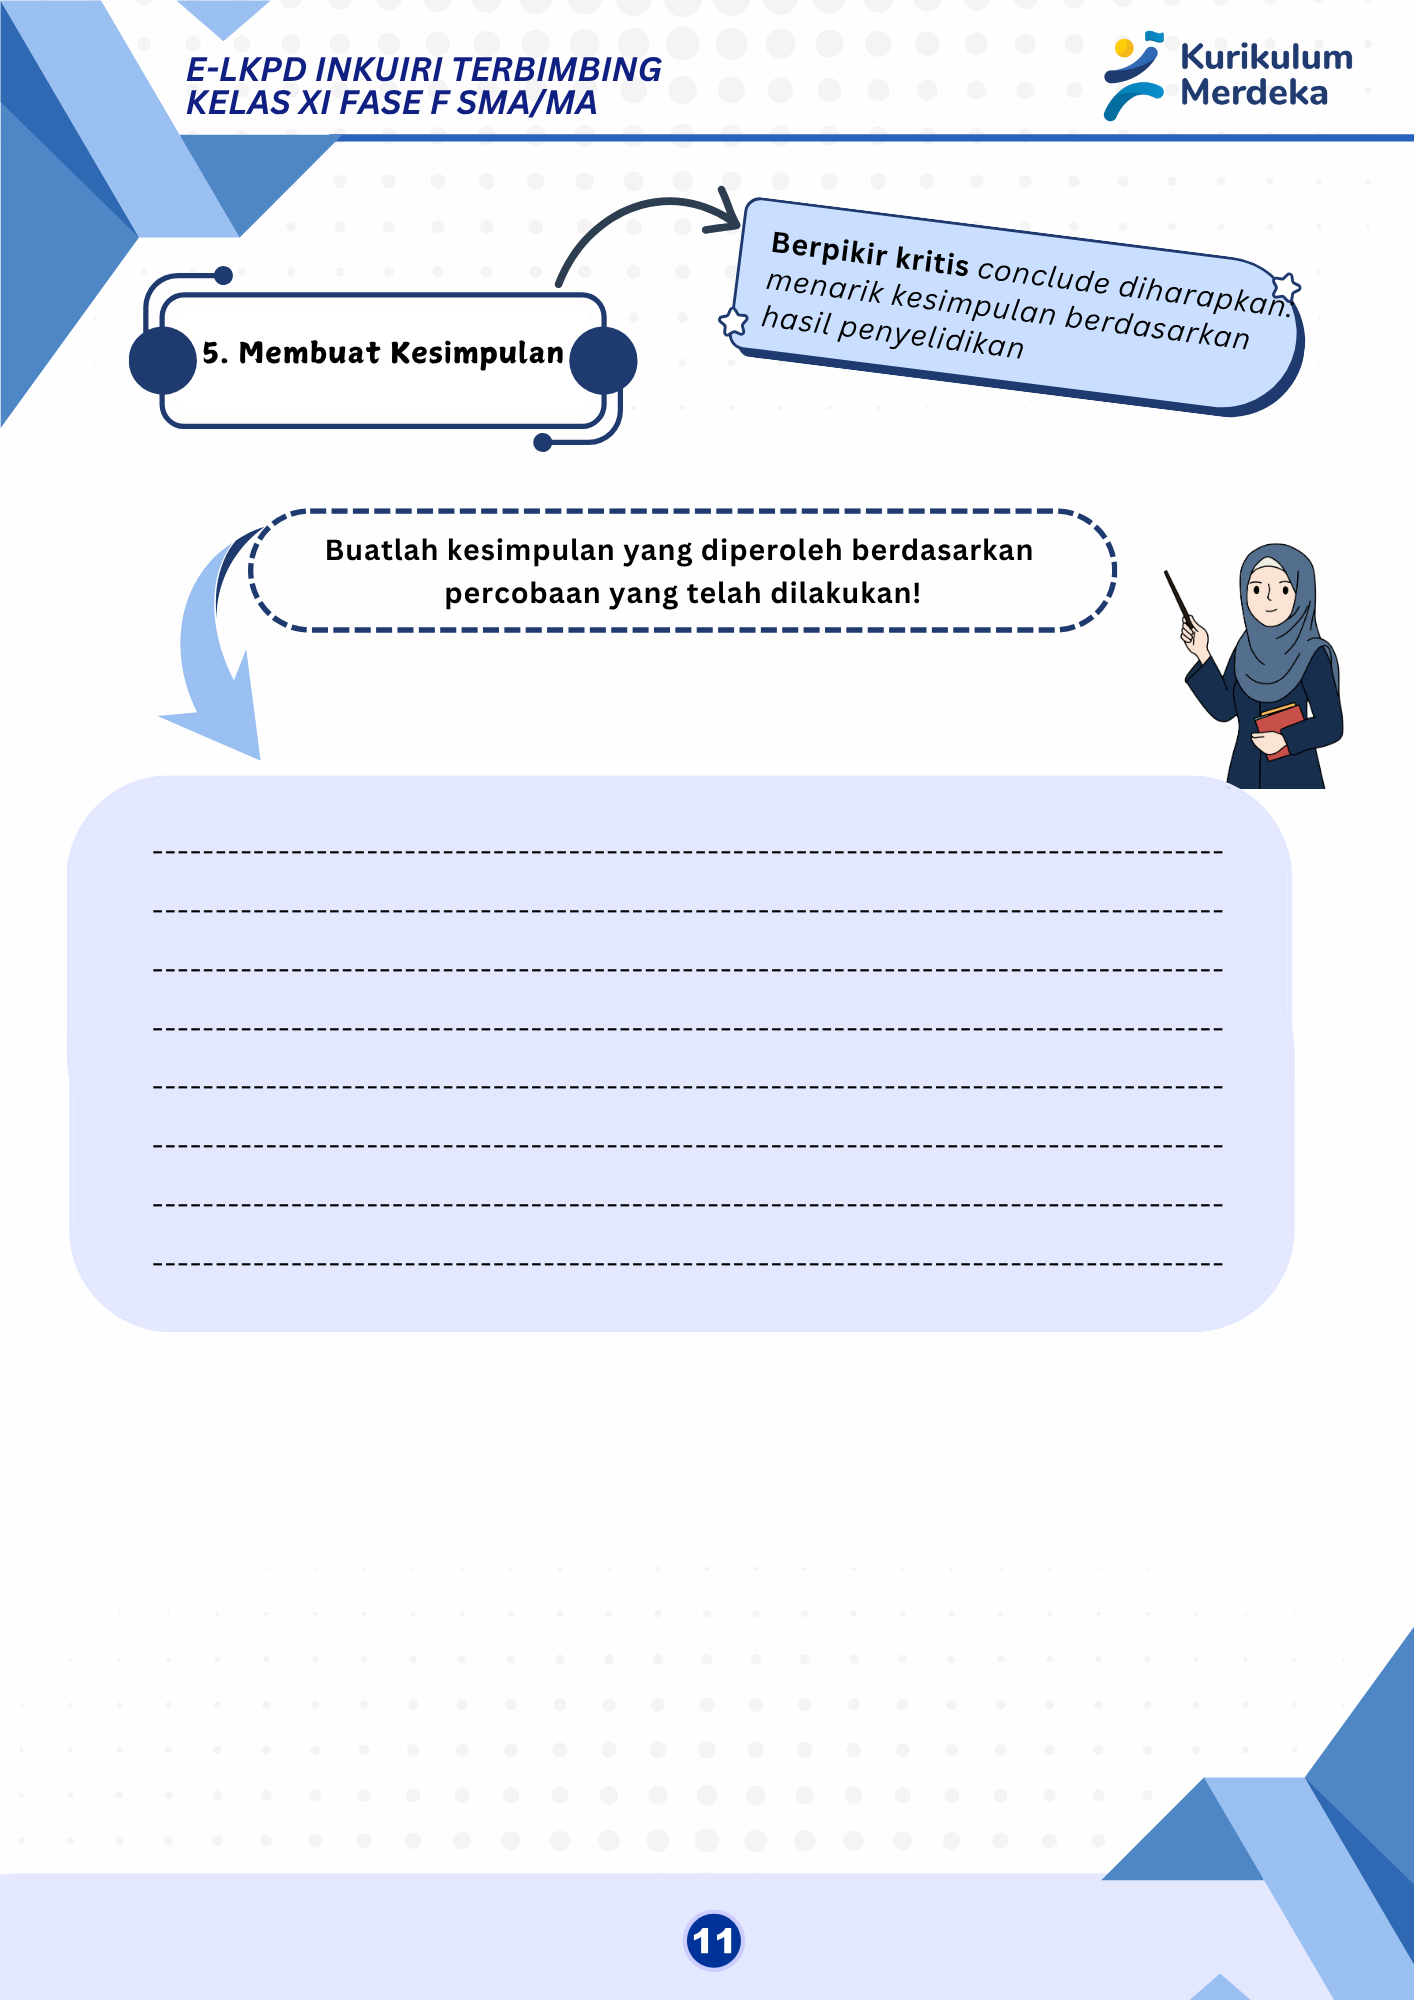 E-LKPD INKUIRI TERBIMBING
KELAS XI FASE F SMA/MA
Kurikulum
Merdeka
Berpikir kritis conclude diharapkan.
menarik kesimpulan berdasarkan
hasil penyelidikan
5. Membuat Kesimpulan
Buatlah kesimpulan yang diperoleh berdasarkan
percobaan yang telah dilakukan!
11